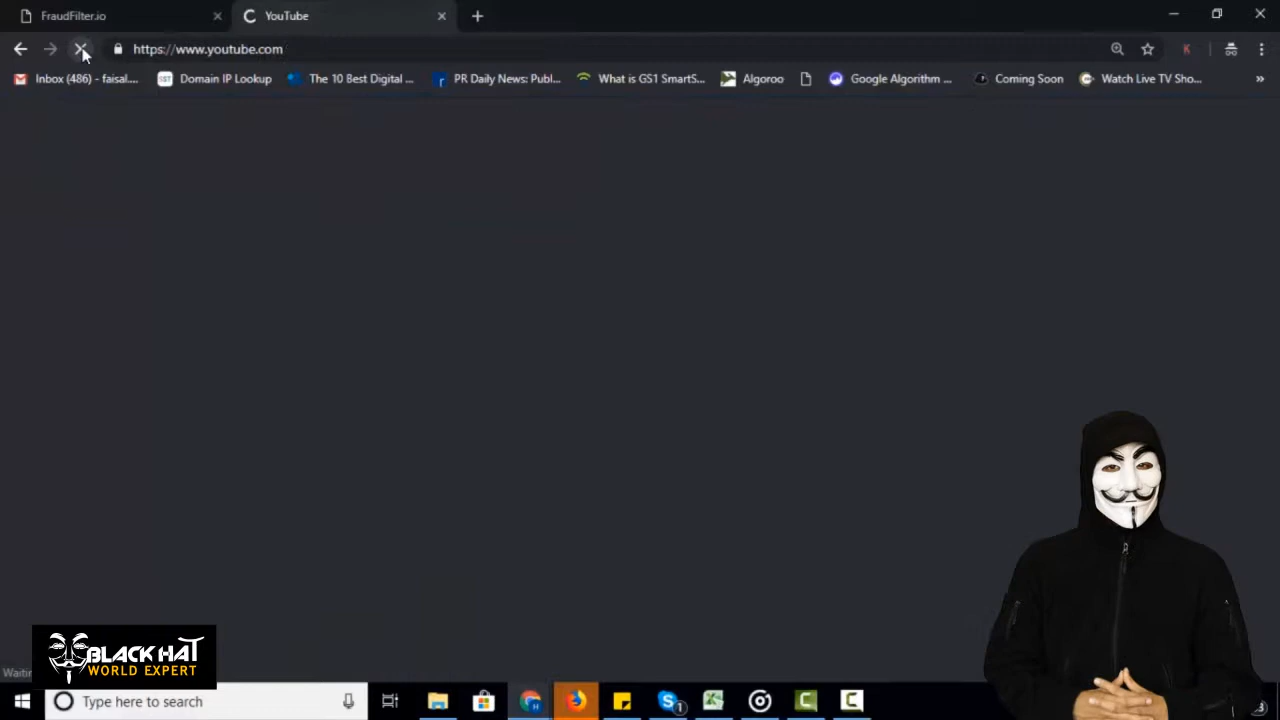 FraudFilter.io
YouTube
https://www.youtube.com
Inbox (486) - faisal....
Domain IP Lookup
The 10 Best Digital ...
PR Daily News: Publ...
What is GS1 SmartS...
Algoroo
Google Algorithm ...
Coming Soon
Watch Live TV Sho...
BLACK HAT
WORLD EXPERT
Type here to search